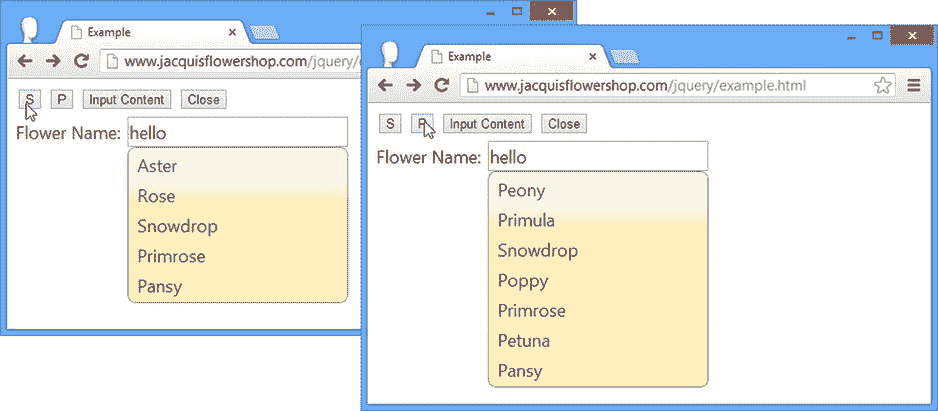 Example
www.jacquisflowershop.com/jquery/
S P Input Content Close
Flower Name: hello
Aster
Rose
Snowdrop
Primrose
Pansy
Example
www.jacquisflowershop.com/jquery/example.html
S P Input Content Close
Flower Name: hello
Peony
Primula
Snowdrop
Poppy
Primrose
Petuna
Pansy